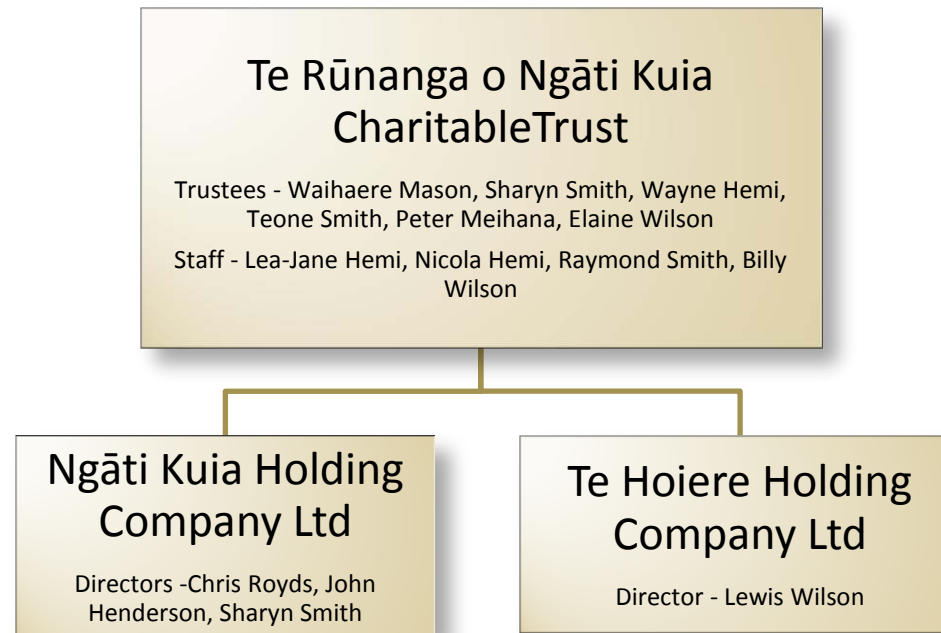 Te Rūnanga o Ngāti Kuia
CharitableTrust
Trustees - Waihaere Mason, Sharyn Smith, Wayne Hemi,
Teone Smith, Peter Meihana, Elaine Wilson
Staff - Lea-Jane Hemi, Nicola Hemi, Raymond Smith, Billy
Wilson
Ngāti Kuia Holding
Company Ltd
Directors -Chris Royds, John
Henderson, Sharyn Smith
Te Hoiere Holding
Company Ltd
Director - Lewis Wilson